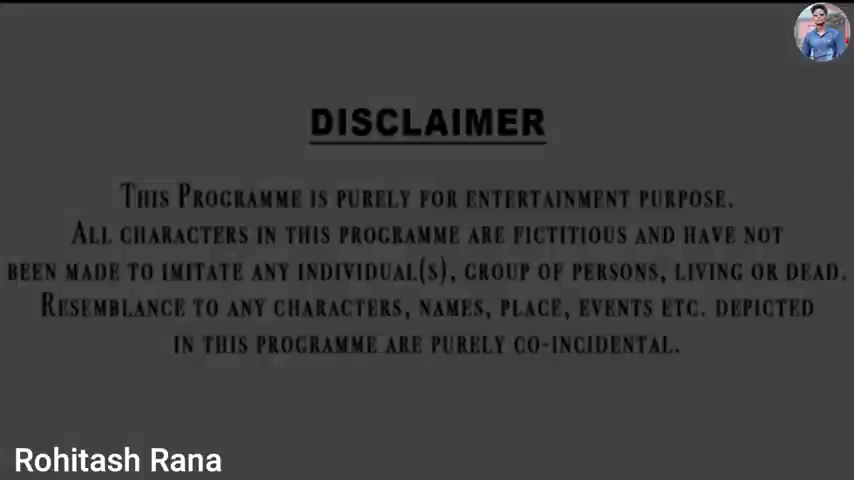 DISCLAIMER
THIS PROGRAMME IS PURELY FOR ENTERTAINMENT PURPOSE.
ALL CHARACTERS IN THIS PROGRAMME ARE FICTITIOUS AND HAVE NOT
BEEN MADE TO IMITATE ANY INDIVIDUAL(S), GROUP OF PERSONS, LIVING OR DEAD.
RESEMBLANCE TO ANY CHARACTERS, NAMES, PLACE, EVENTS ETC. DEPICTED
IN THIS PROGRAMME ARE PURELY CO-INCIDENTAL.
Rohitash Rana